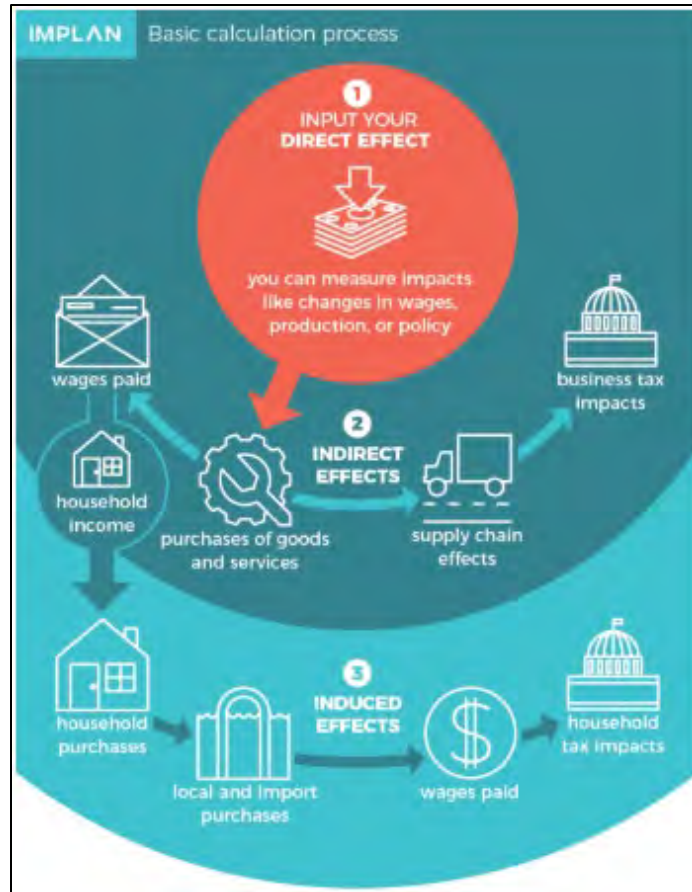 IMPLAN
Basic calculation process
1
INPUT YOUR
DIRECT EFFECT
you can measure impacts
like changes in wages,
production, or policy
wages paid
business tax
impacts
2
INDIRECT
EFFECTS
household
income
purchases of goods
and services
supply chain
effects
3
INDUCED
EFFECTS
household
purchases
local and import
purchases
wages paid
household
tax impacts